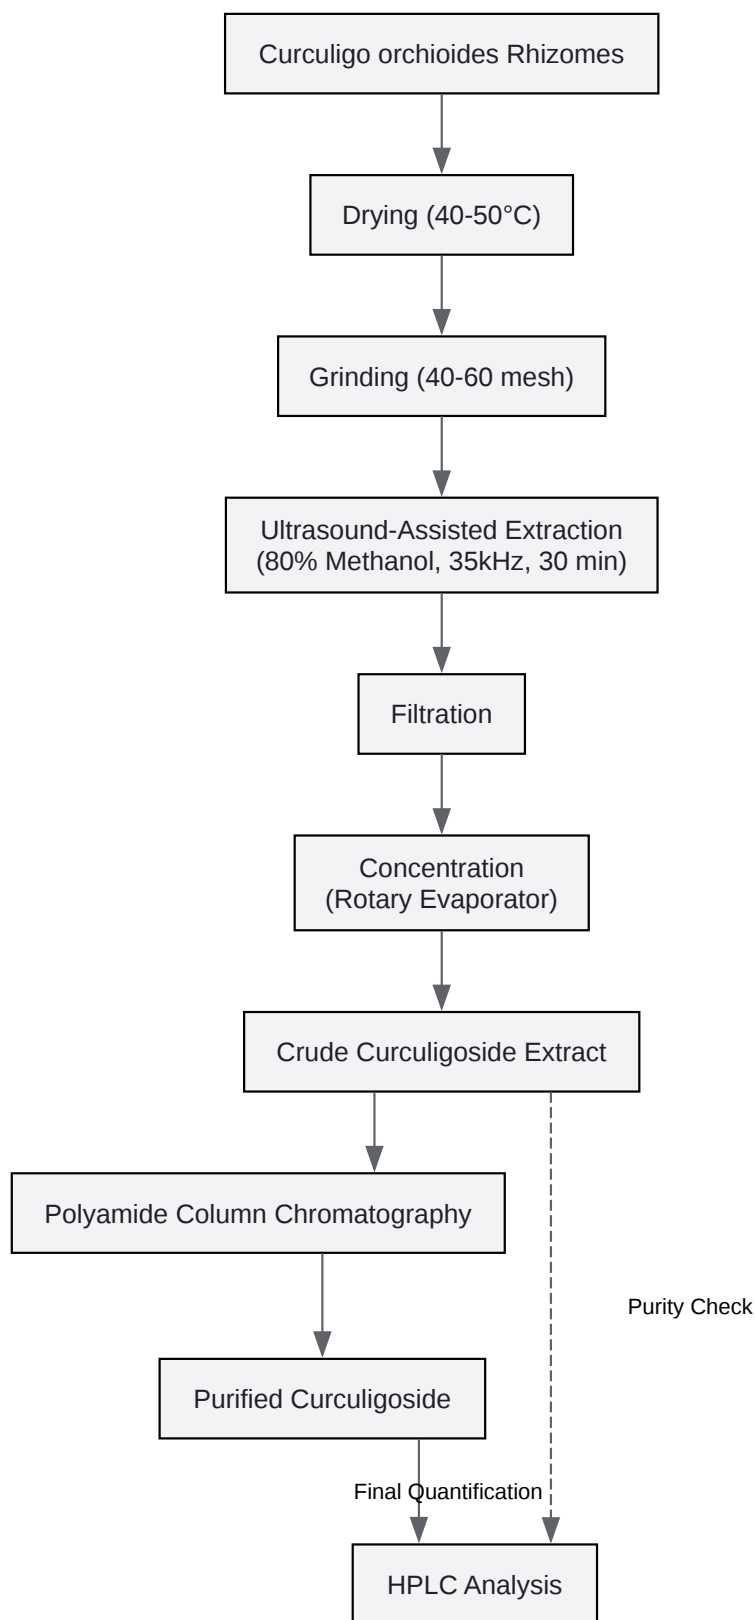 Curculigo orchioides Rhizomes
Drying (40-50°C)
Grinding (40-60 mesh)
Ultrasound-Assisted Extraction
(80% Methanol, 35kHz, 30 min)
Filtration
Concentration
(Rotary Evaporator)
Crude Curculigoside Extract
Polyamide Column Chromatography
Purity Check
Purified Curculigoside
Final Quantification
HPLC Analysis